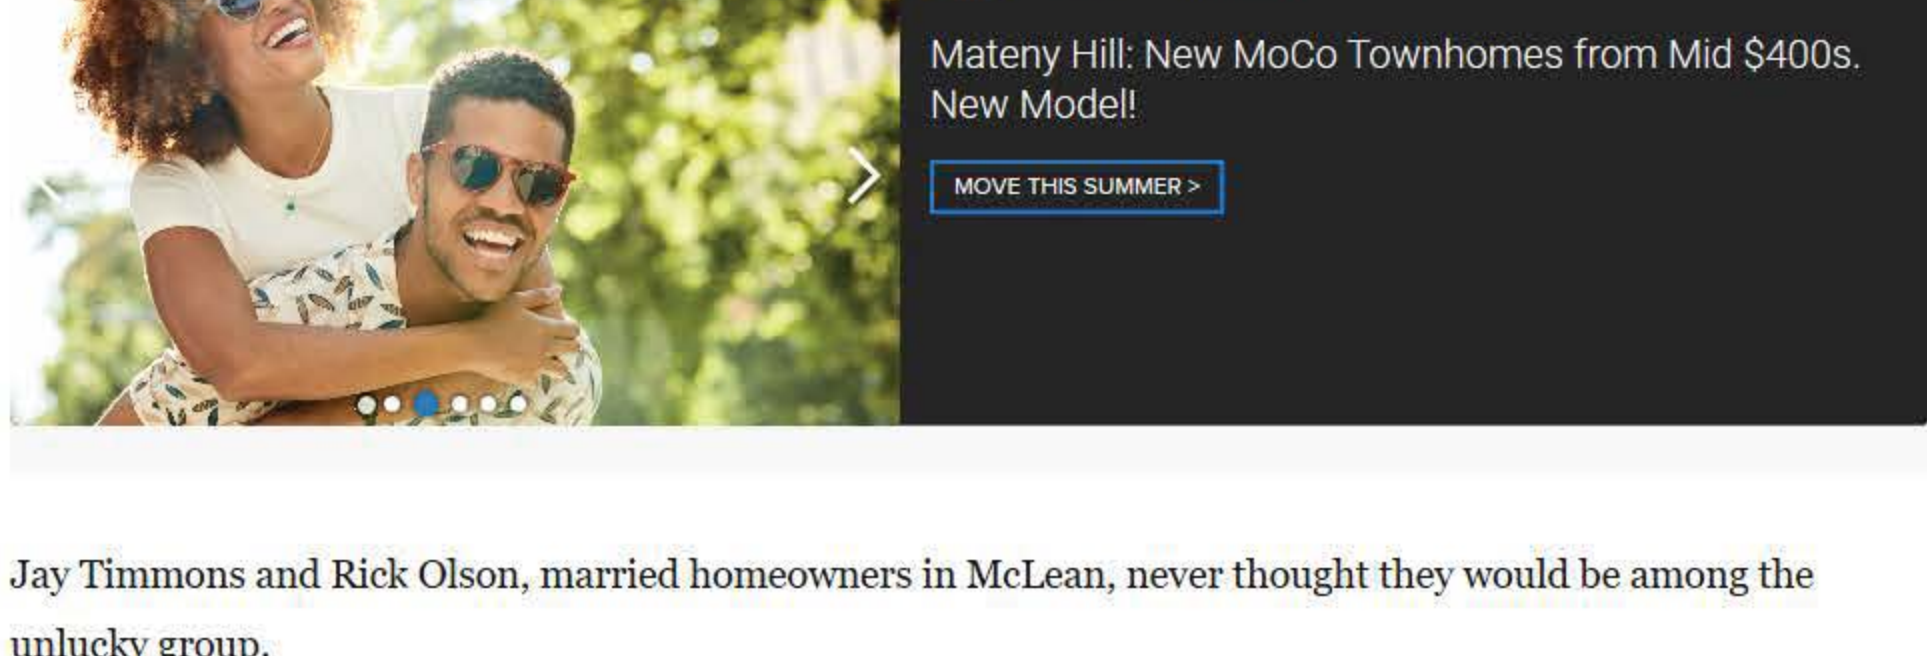 Mateny Hill: New MoCo Townhomes from Mid $400s.
New Model!
MOVE THIS SUMMER >
Jay Timmons and Rick Olson, married homeowners in McLean, never thought they would be among the
unlucky group.